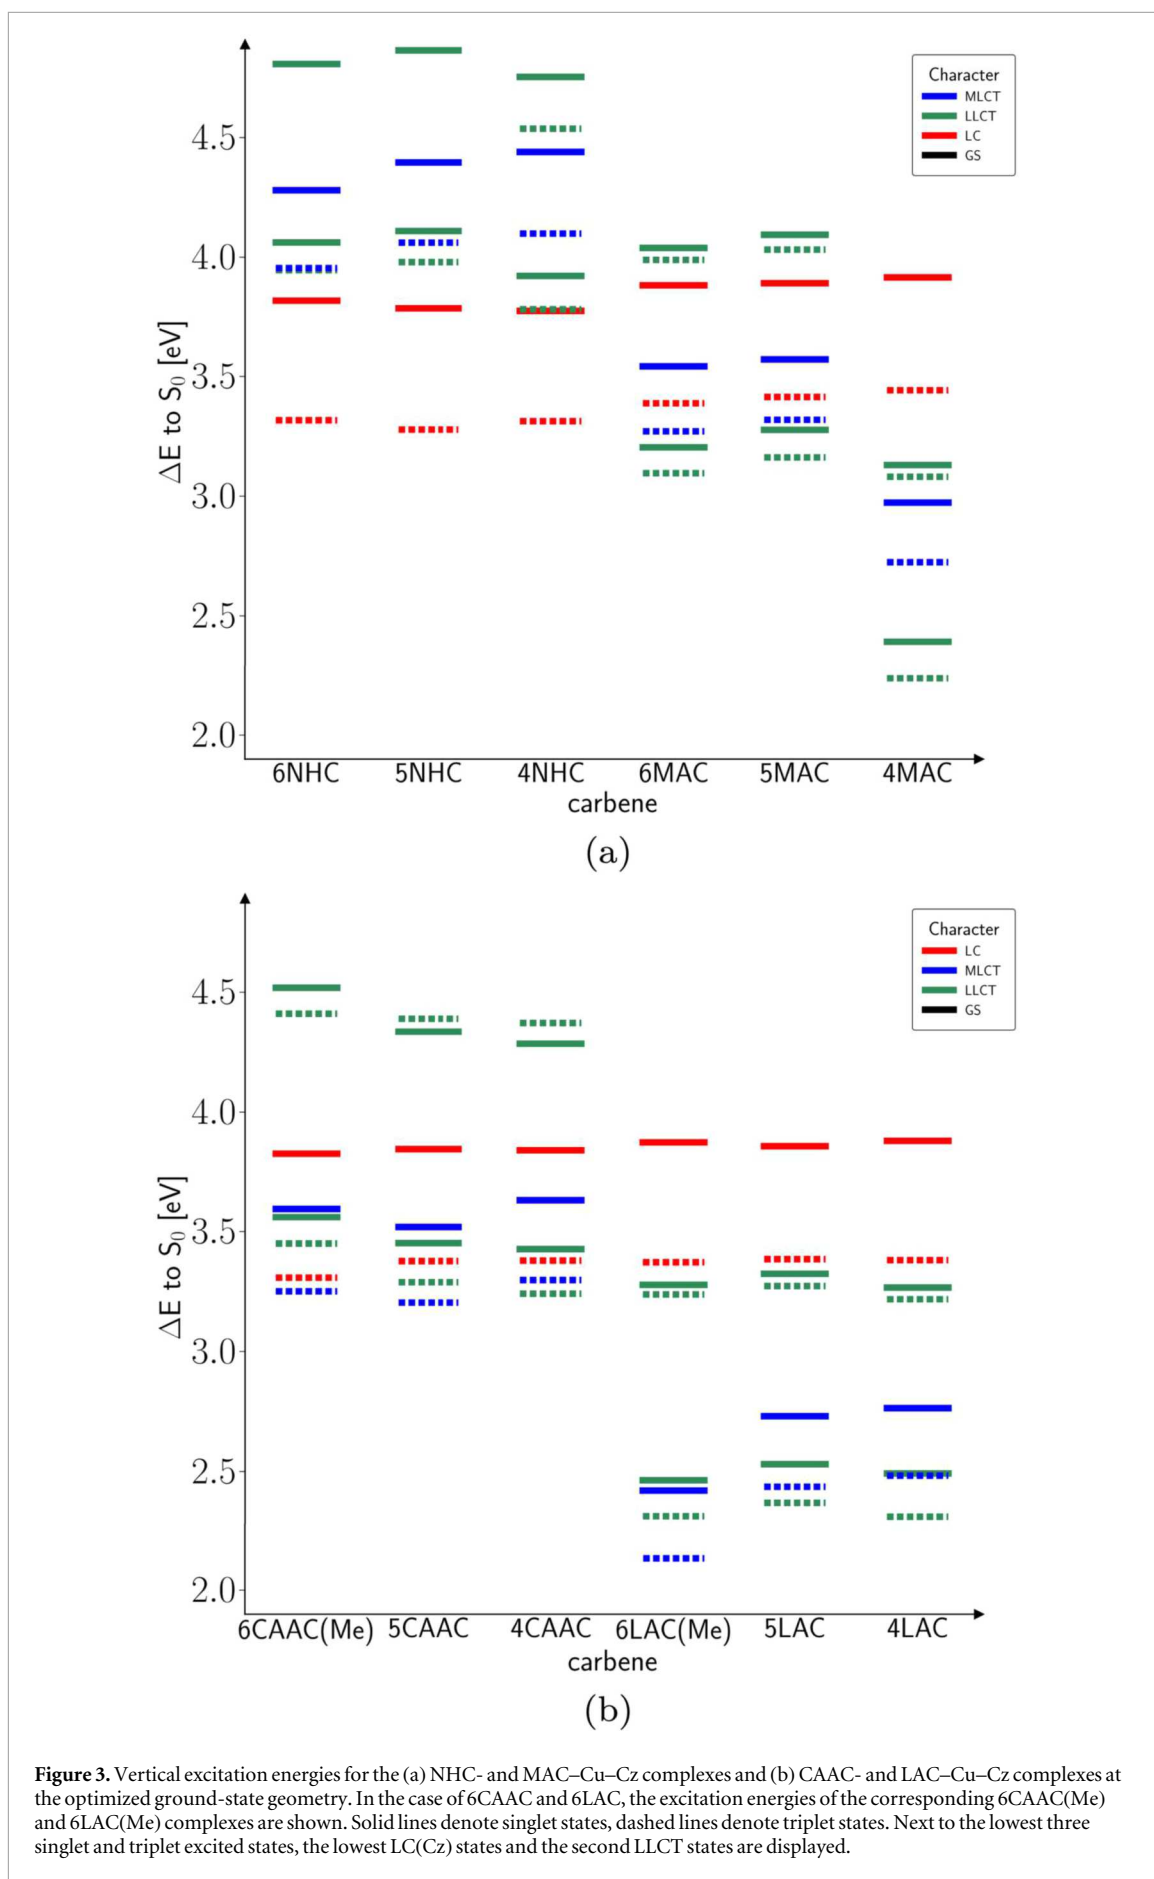 4.5
4.0
3.5
3.0
2.5
2.0
ΔE to S₀ [eV]
Character
MLCT
LLCT
LC
GS
6NHC 5NHC 4NHC 6MAC 5MAC 4MAC
carbene
(a)
4.5
4.0
3.5
3.0
2.5
2.0
ΔE to S₀ [eV]
Character
LC
MLCT
LLCT
GS
6CAAC(Me) 5CAAC 4CAAC 6LAC(Me) 5LAC 4LAC
carbene
(b)
Figure 3. Vertical excitation energies for the (a) NHC- and MAC–Cu–Cz complexes and (b) CAAC- and LAC–Cu–Cz complexes at
the optimized ground-state geometry. In the case of 6CAAC and 6LAC, the excitation energies of the corresponding 6CAAC(Me)
and 6LAC(Me) complexes are shown. Solid lines denote singlet states, dashed lines denote triplet states. Next to the lowest three
singlet and triplet excited states, the lowest LC(Cz) states and the second LLCT states are displayed.